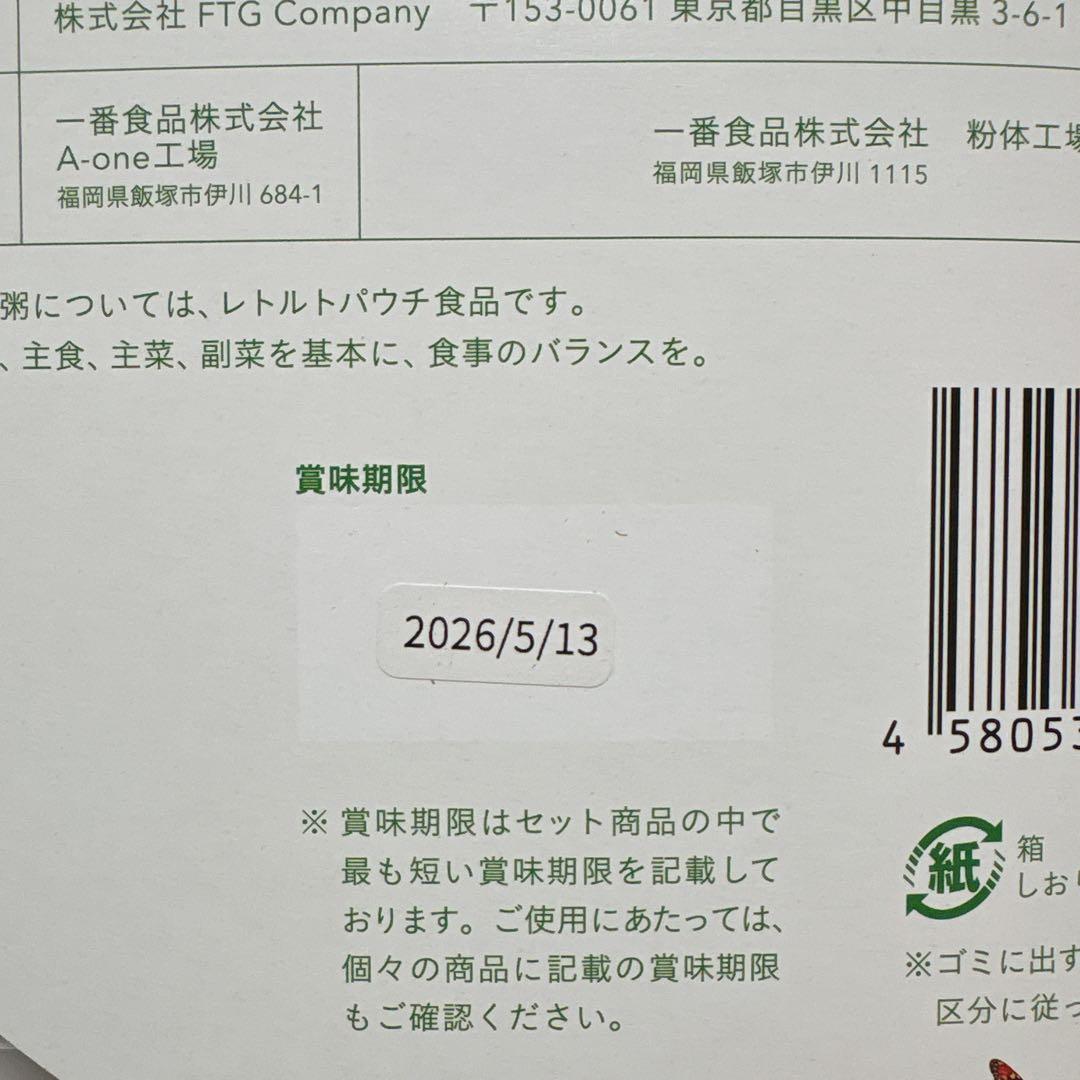 株式会社 FTG Company 〒153-0061 東京都目黒区中目黒 3-6-1
一番食品株式会社
A-one工場
福岡県飯塚市伊川 684-1
一番食品株式会社 粉体工場
福岡県飯塚市伊川 1115
粥については、レトルトパウチ食品です。
、主食、主菜、副菜を基本に、食事のバランスを。
賞味期限
2026/5/13
4 58053
※ 賞味期限はセット商品の中で
最も短い賞味期限を記載して
おります。ご使用にあたっては、
個々の商品に記載の賞味期限
もご確認ください。
紙
箱
しおり
※ゴミに出す
区分に従っ